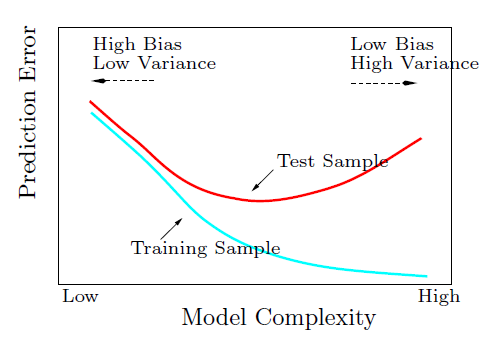 Prediction Error
High Bias
Low Variance
Low Bias
High Variance
Test Sample
Training Sample
Low
High
Model Complexity